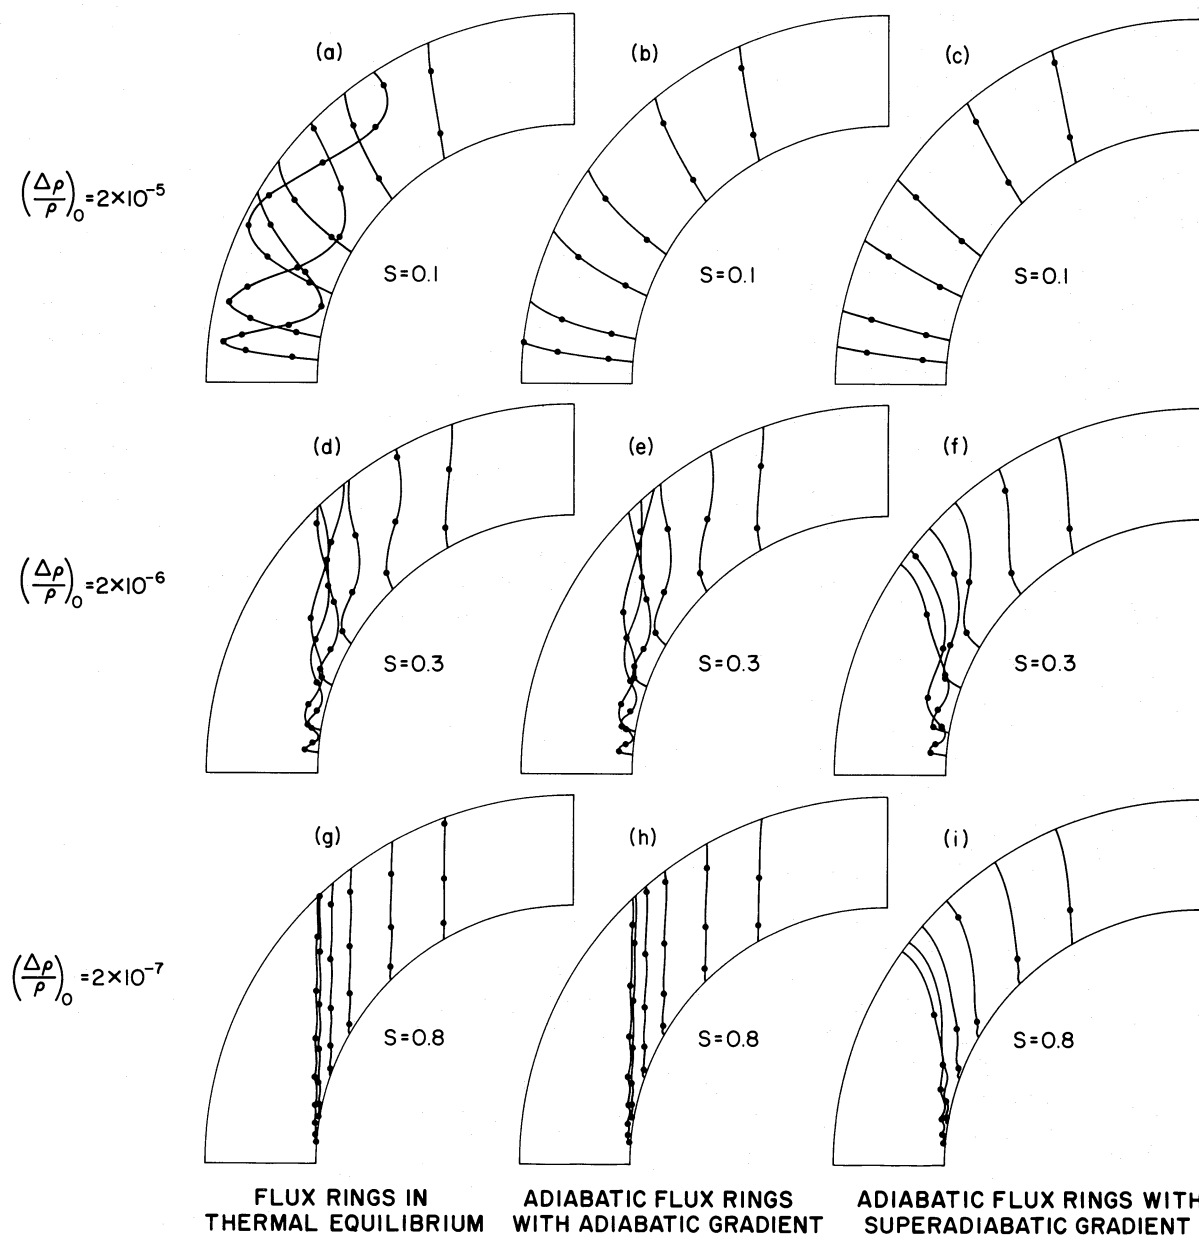 (a) (b) (c)
(Δρ/ρ)₀ = 2×10⁻⁵
S=0.1 S=0.1 S=0.1
(d) (e) (f)
(Δρ/ρ)₀ = 2×10⁻⁶
S=0.3 S=0.3 S=0.3
(g) (h) (i)
(Δρ/ρ)₀ = 2×10⁻⁷
S=0.8 S=0.8 S=0.8
FLUX RINGS IN ADIABATIC FLUX RINGS ADIABATIC FLUX RINGS WITH
THERMAL EQUILIBRIUM WITH ADIABATIC GRADIENT SUPERADIABATIC GRADIENT